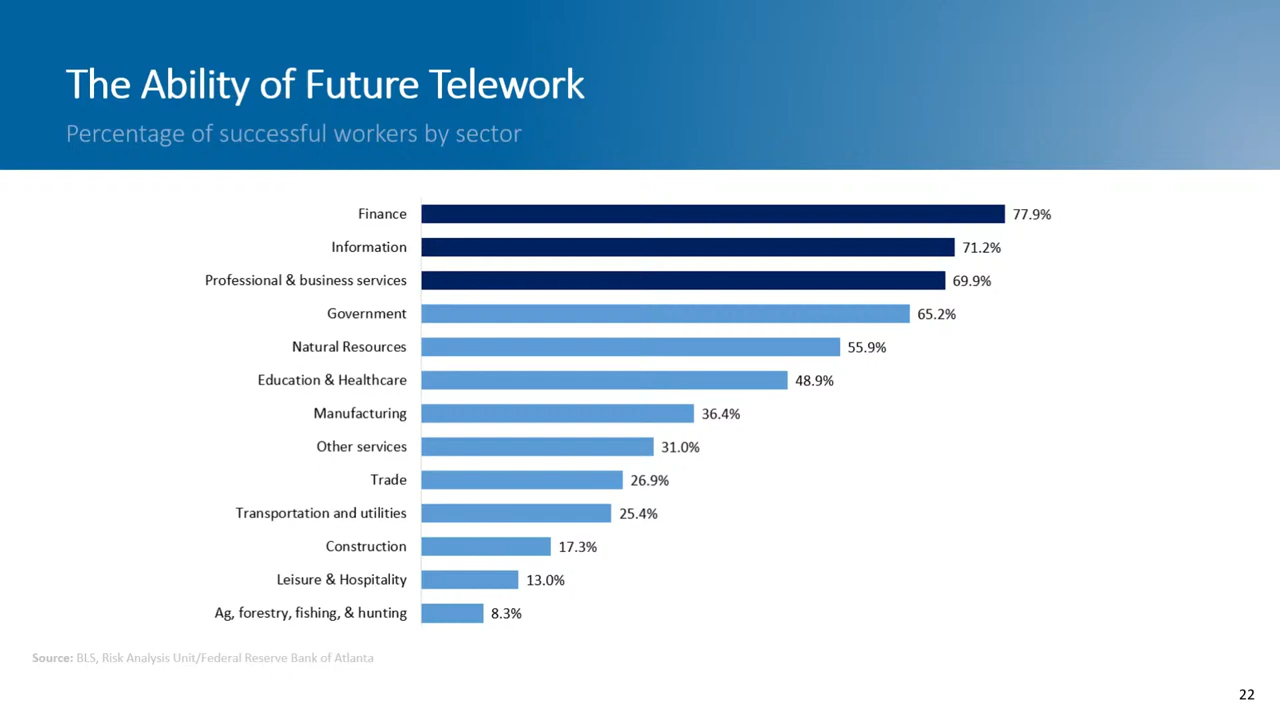 The Ability of Future Telework
Percentage of successful workers by sector
Finance 77.9%
Information 71.2%
Professional & business services 69.9%
Government 65.2%
Natural Resources 55.9%
Education & Healthcare 48.9%
Manufacturing 36.4%
Other services 31.0%
Trade 26.9%
Transportation and utilities 25.4%
Construction 17.3%
Leisure & Hospitality 13.0%
Ag, forestry, fishing, & hunting 8.3%
Source: BLS, Risk Analysis Unit/Federal Reserve Bank of Atlanta
22